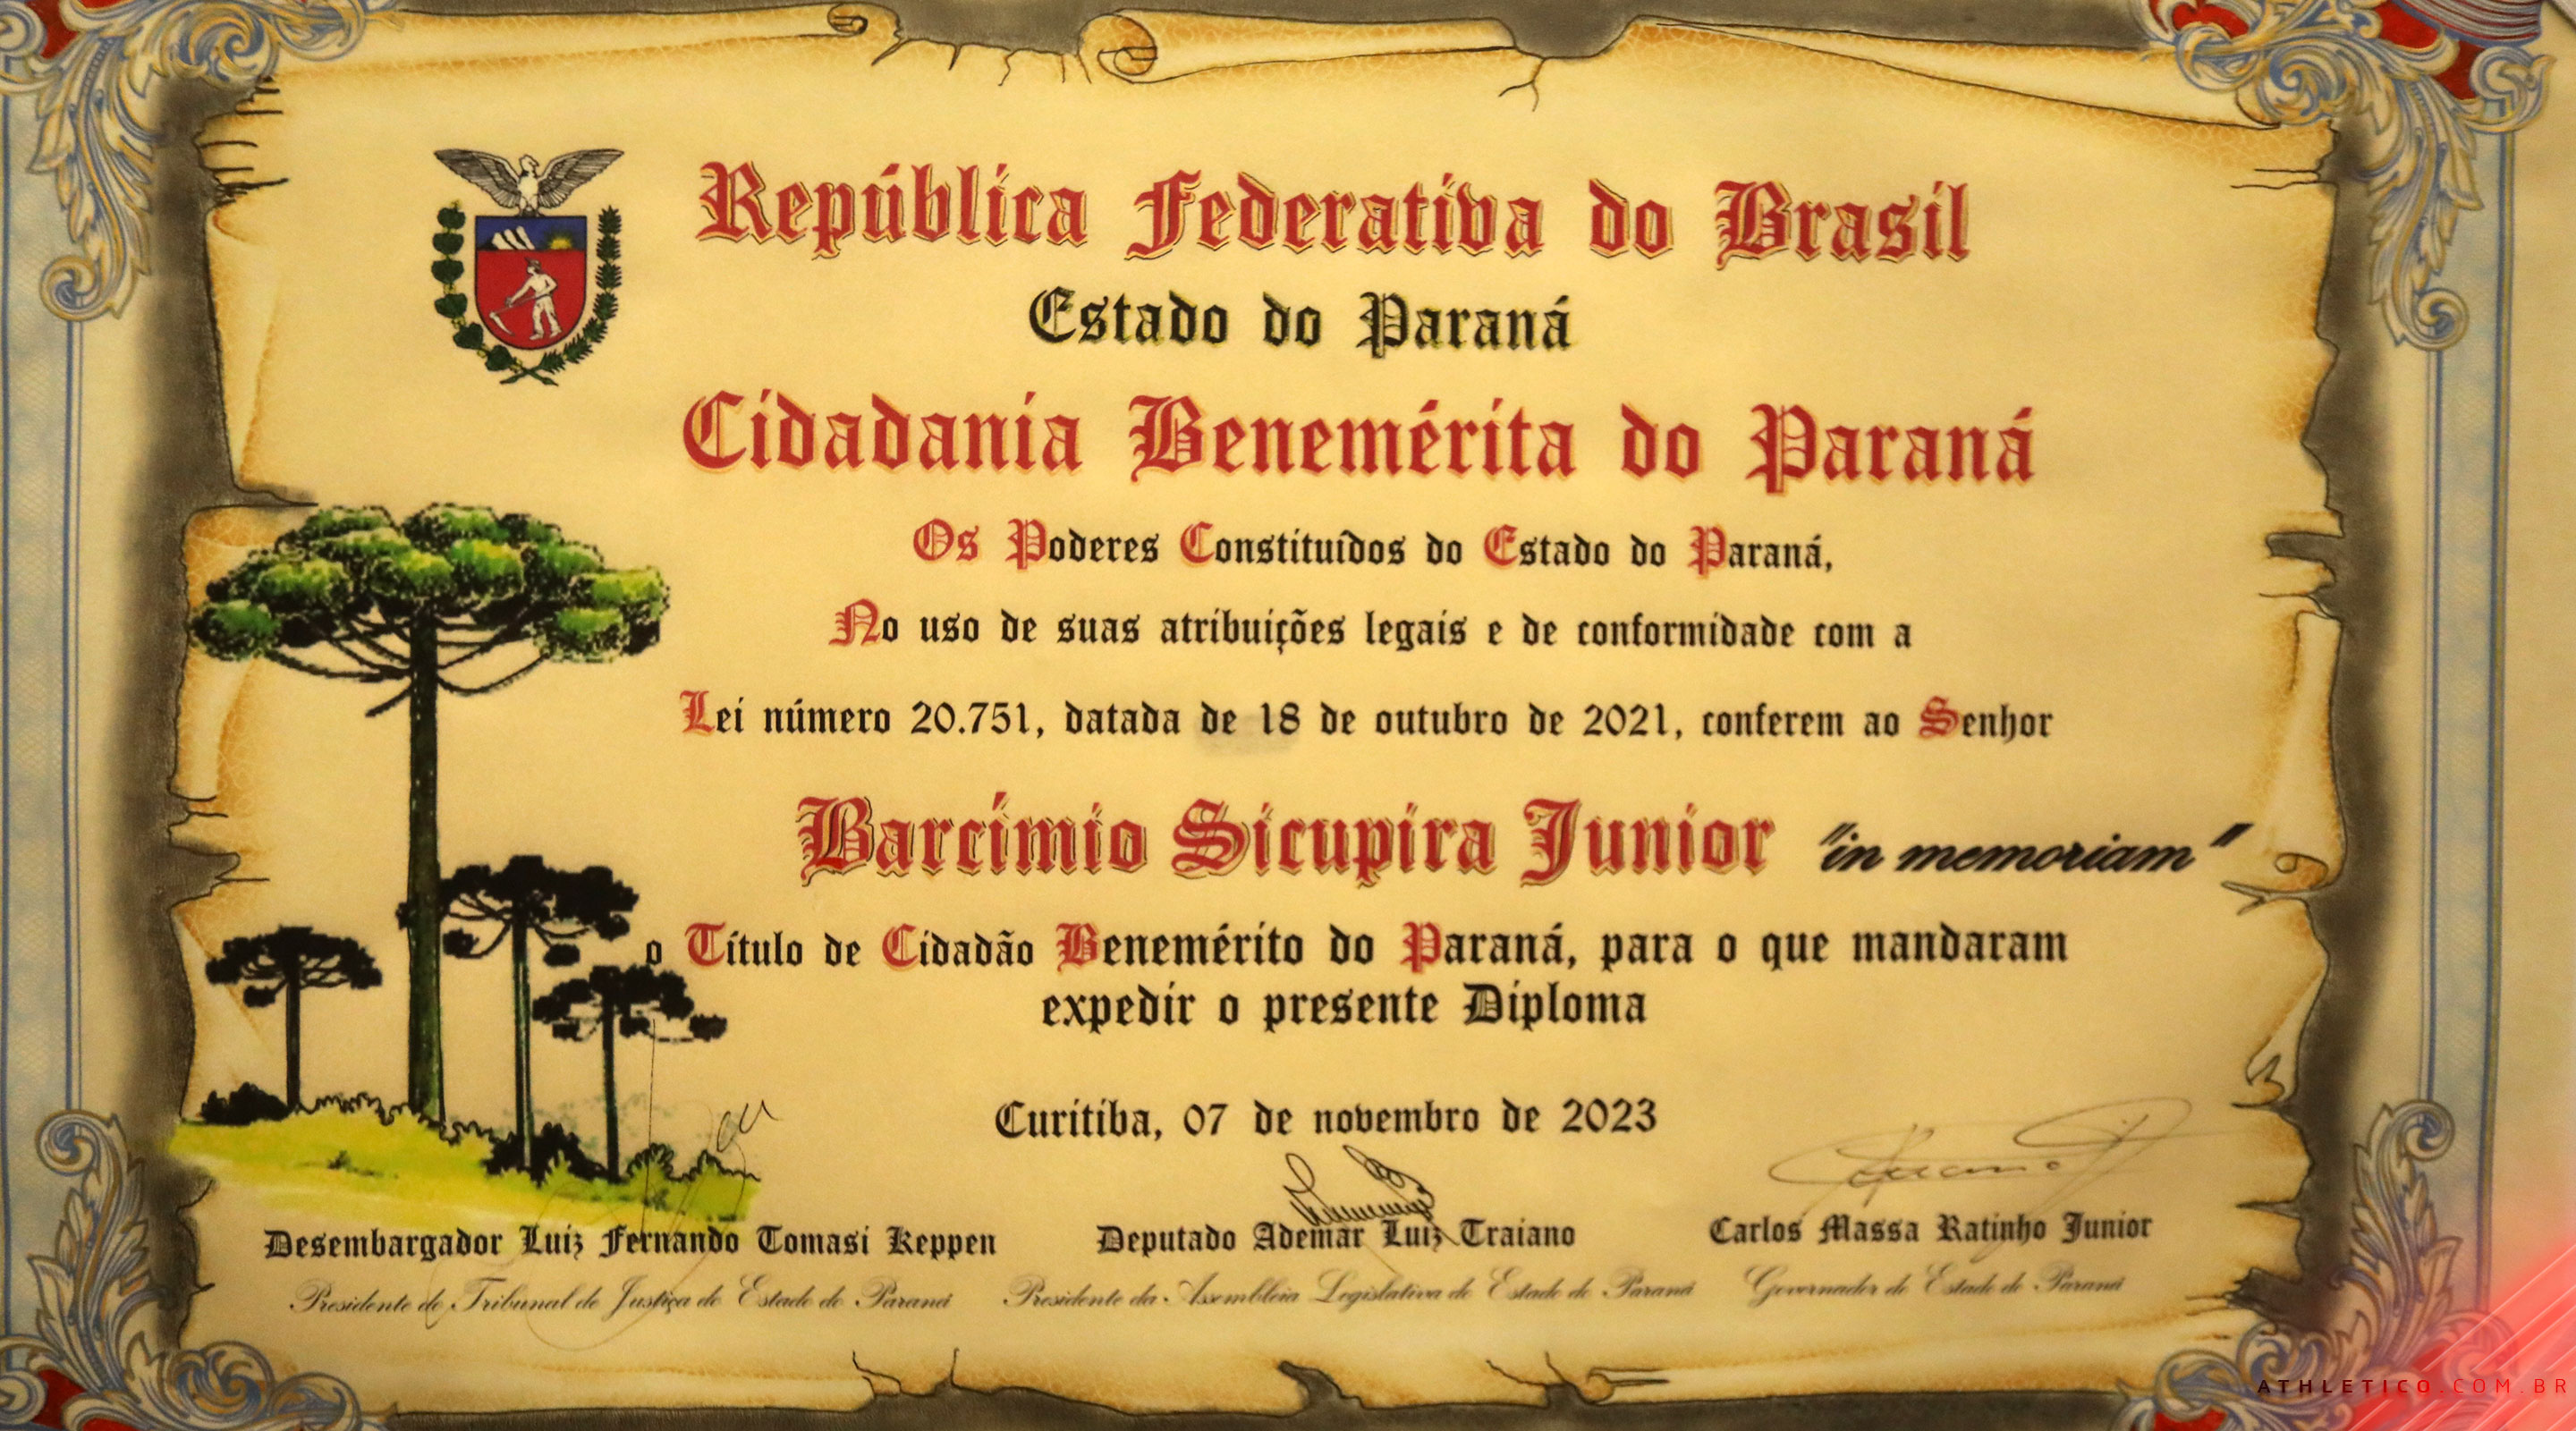 República Federativa do Brasil
Estado do Paraná
Cidadania Benemérita do Paraná
Os Poderes Constituídos do Estado do Paraná,
No uso de suas atribuições legais e de conformidade com a
Lei número 20.751, datada de 18 de outubro de 2021, conferem ao Senhor
Barcímio Sicupira Junior "in memoriam"
o Título de Cidadão Benemérito do Paraná, para o que mandaram
expedir o presente Diploma
Curitiba, 07 de novembro de 2023
Desembargador Luiz Fernando Tomasi Keppen
Presidente do Tribunal de Justiça do Estado do Paraná
Deputado Ademar Luiz Traiano
Presidente da Assembleia Legislativa do Estado do Paraná
Carlos Massa Ratinho Junior
Governador do Estado do Paraná
ATHLETICO.COM.BR